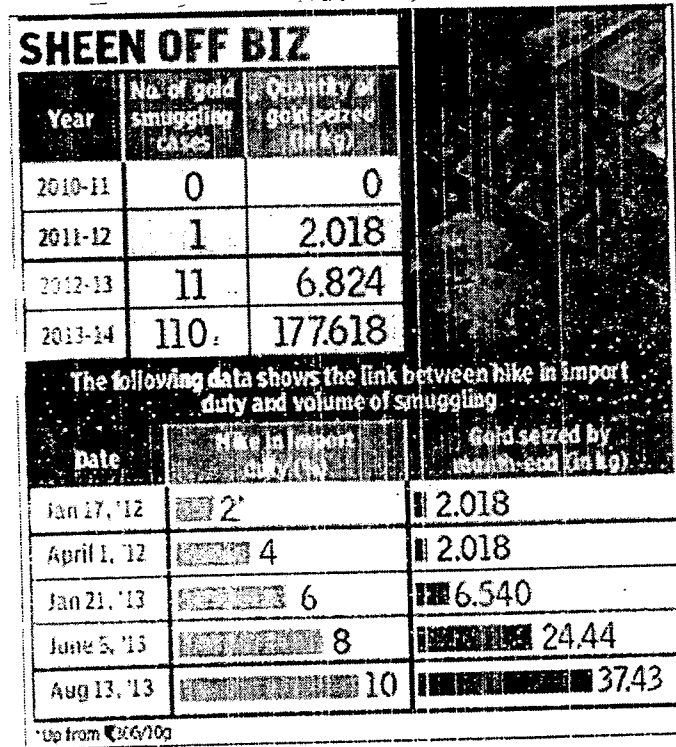 SHEEN OFF BIZ
Year No. of gold smuggling cases Quantity of gold seized (in kg)
2010-11 0 0
2011-12 1 2.018
2012-13 11 6.824
2013-14 110 177.618
The following data shows the link between hike in import
duty and volume of smuggling
Date Hike in import duty (%) Gold seized by month-end (in kg)
Jan 17, '12 2* 2.018
April 1, '12 4 2.018
Jan 21, '13 6 6.540
June 5, '13 8 24.44
Aug 13, '13 10 37.43
*Up from